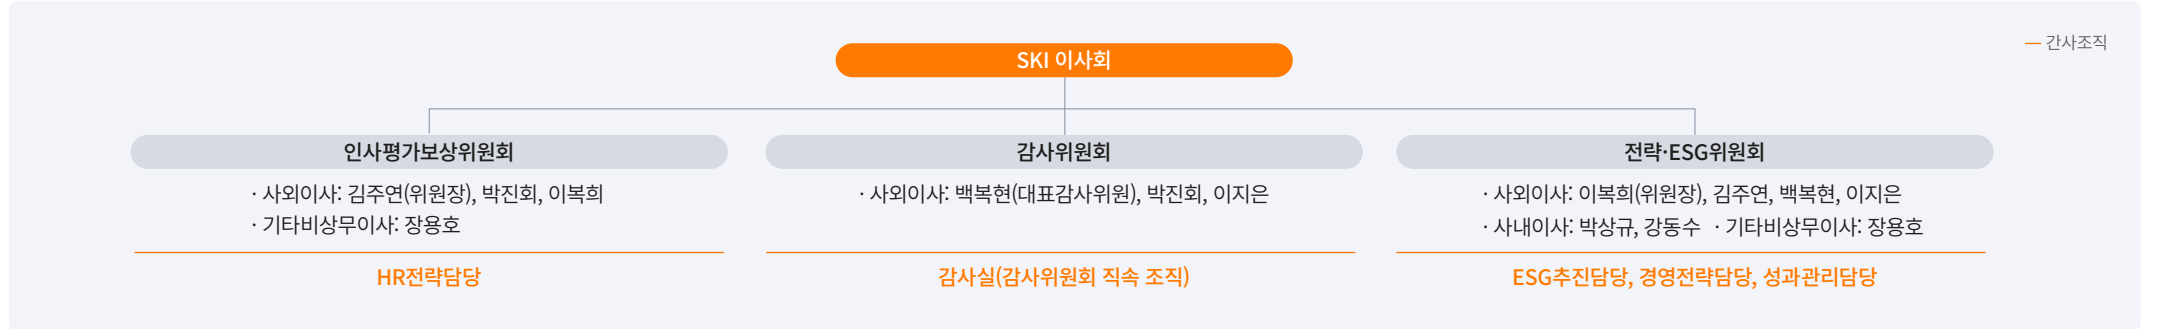 SKI 이사회
— 간사조직
인사평가보상위원회
· 사외이사: 김주연(위원장), 박진회, 이복희
· 기타비상무이사: 장용호
HR전략담당
감사위원회
· 사외이사: 백복현(대표감사위원), 박진회, 이지은
감사실(감사위원회 직속 조직)
전략·ESG위원회
· 사외이사: 이복희(위원장), 김주연, 백복현, 이지은
· 사내이사: 박상규, 강동수 · 기타비상무이사: 장용호
ESG추진담당, 경영전략담당, 성과관리담당